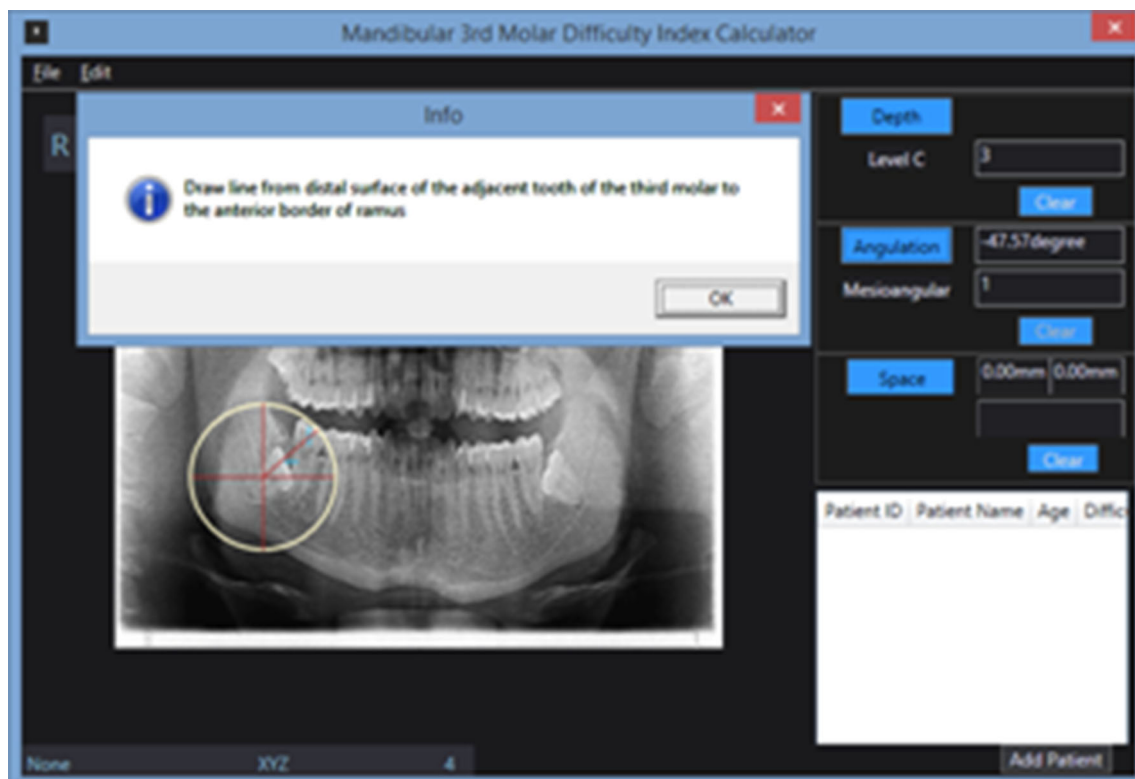 Mandibular 3rd Molar Difficulty Index Calculator
File Edit
Info
R
Draw line from distal surface of the adjacent tooth of the third molar to
the anterior border of ramus
OK
Depth
Level C 3
Clear
Angulation -47.57degree
Mesioangular 1
Clear
Space 0.00mm 0.00mm
Clear
Patient ID Patient Name Age Diffic
None XYZ 4
Add Patient